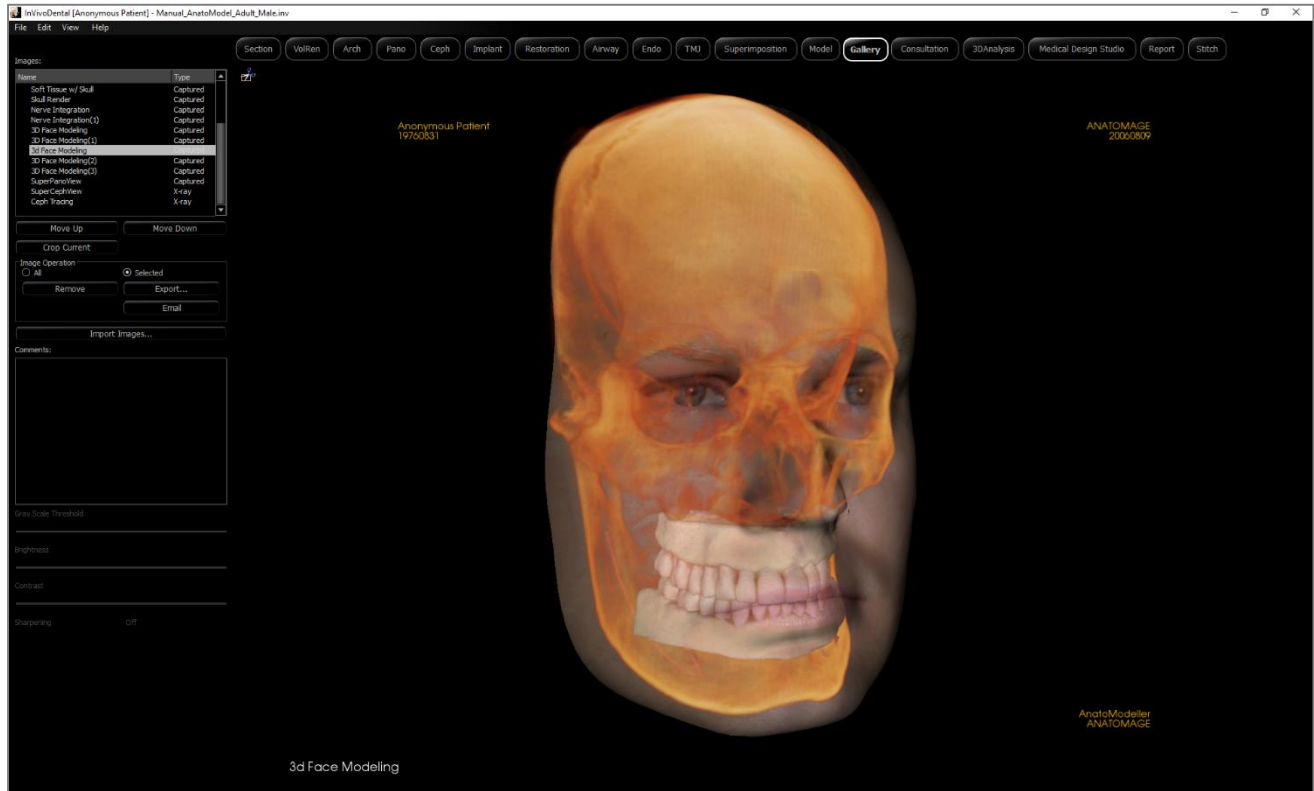 InVivoDental [Anonymous Patient] - Manual_AnatoModel_Adult_Male.inv
File Edit View Help
Section VolRen Arch Pano Ceph Implant Restoration Airway Endo TMJ Superimposition Model Gallery Consultation 3DAnalysis Medical Design Studio Report Stitch
Images:
Name Type
Soft Tissue w/ Skull Captured
Skull Render Captured
Nerve Integration Captured
Nerve Integration(1) Captured
3D Face Modeling Captured
3D Face Modeling(1) Captured
3d Face Modeling Captured
3D Face Modeling(2) Captured
3D Face Modeling(3) Captured
SuperPanoView Captured
SuperCephView X-ray
Ceph Tracing X-ray
Move Up Move Down
Crop Current
Image Operation
All Selected
Remove Export...
Email
Import Images...
Comments:
Gray Scale Threshold
Brightness
Contrast
Sharpening Off
Anonymous Patient
19760831
ANATOMAGE
20060809
AnatoModeller
ANATOMAGE
3d Face Modeling